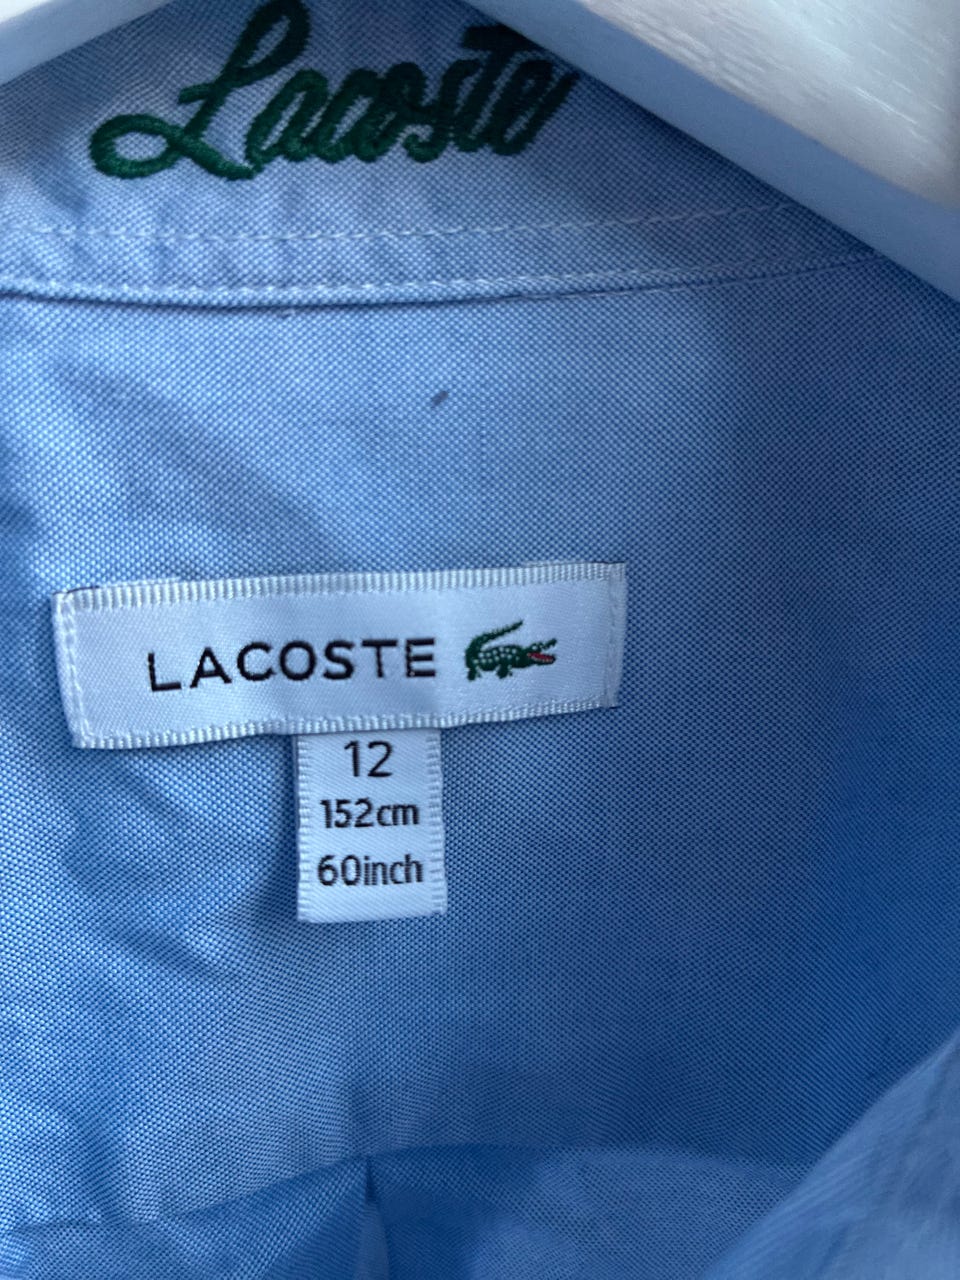 Lacoste
LACOSTE
12
152cm
60inch